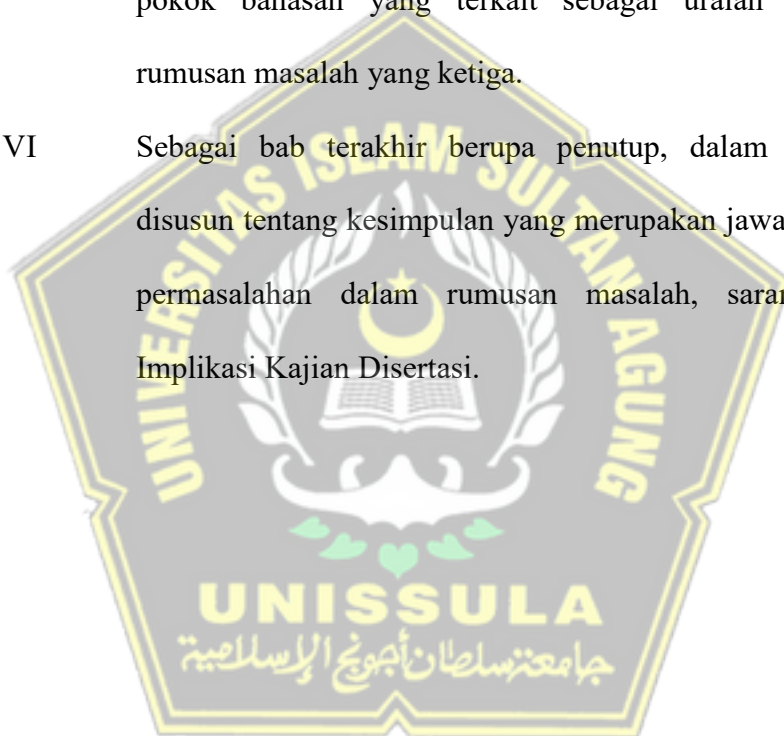 pokok bahasan yang terkait sebagai uraian
rumusan masalah yang ketiga.
VI Sebagai bab terakhir berupa penutup, dalam
disusun tentang kesimpulan yang merupakan jawa
permasalahan dalam rumusan masalah, saran
Implikasi Kajian Disertasi.
UNIVERSITAS ISLAM SULTAN AGUNG
UNISSULA
جامعتسلطان أجونج الإسلامية